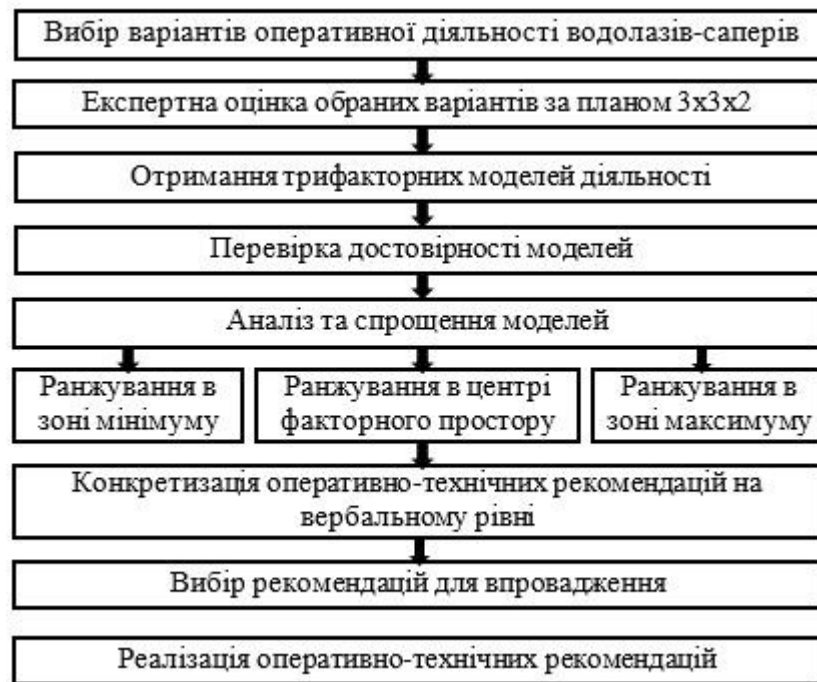 Вибір варіантів оперативної діяльності водолазів-саперів
Експертна оцінка обраних варіантів за планом 3х3х2
Отримання трифакторних моделей діяльності
Перевірка достовірності моделей
Аналіз та спрощення моделей
Ранжування в
зоні мінімуму
Ранжування в центрі
факторного простору
Ранжування в
зоні максимуму
Конкретизація оперативно-технічних рекомендацій на
вербальному рівні
Вибір рекомендацій для впровадження
Реалізація оперативно-технічних рекомендацій